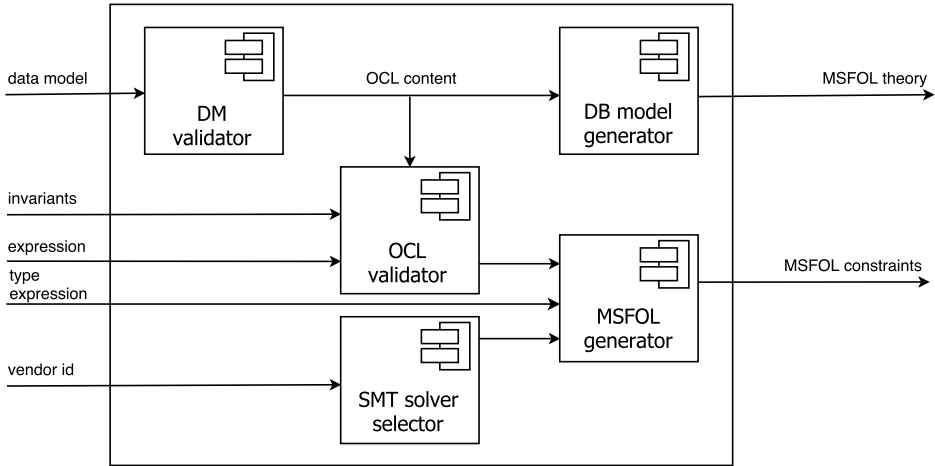 data model
OCL content
MSFOL theory
DM
validator
DB model
generator
invariants
expression
OCL
validator
type
expression
MSFOL constraints
MSFOL
generator
vendor id
SMT solver
selector